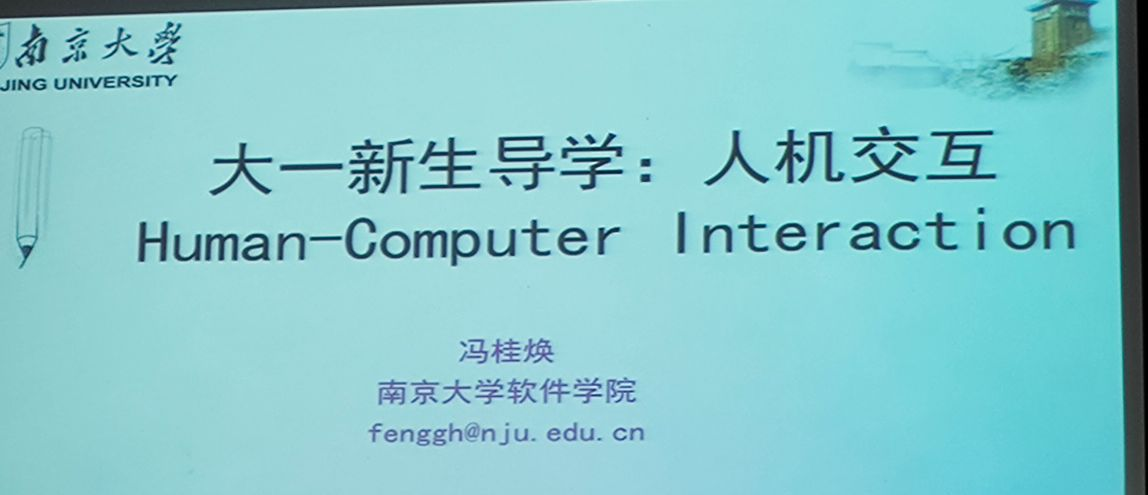 南京大學
JING UNIVERSITY
大一新生导学：人机交互
Human-Computer Interaction
冯桂焕
南京大学软件学院
fenggh@nju.edu.cn